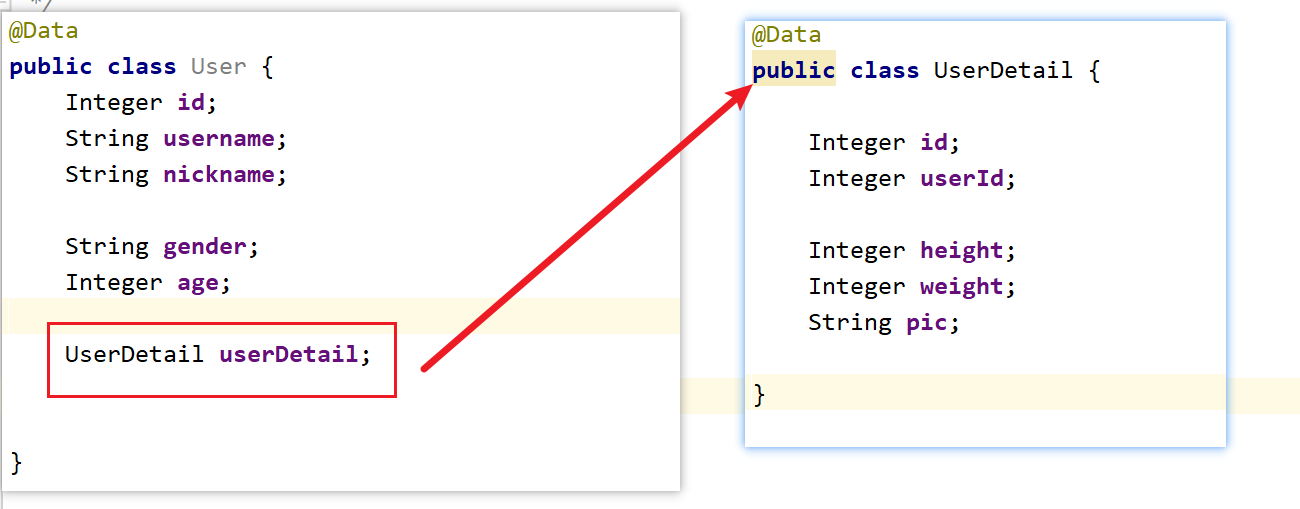 */
@Data
public class User {
Integer id;
String username;
String nickname;
String gender;
Integer age;
UserDetail userDetail;
}
@Data
public class UserDetail {
Integer id;
Integer userId;
Integer height;
Integer weight;
String pic;
}